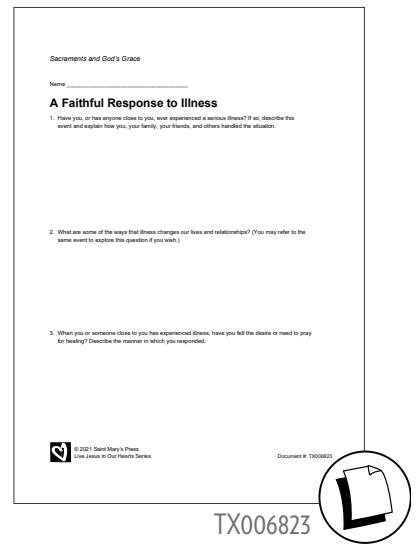 Sacraments and God's Grace
Name ________________________________
A Faithful Response to Illness
1. Have you, or has anyone close to you, ever experienced a serious illness? If so, describe this
event and explain how you, your family, your friends, and others handled the situation.
2. What are some of the ways that illness changes our lives and relationships? (You may refer to the
same event to explore this question if you wish.)
3. When you or someone close to you has experienced illness, have you felt the desire or need to pray
for healing? Describe the manner in which you responded.
© 2021 Saint Mary's Press
Live Jesus in Our Hearts Series
Document #: TX006823
TX006823